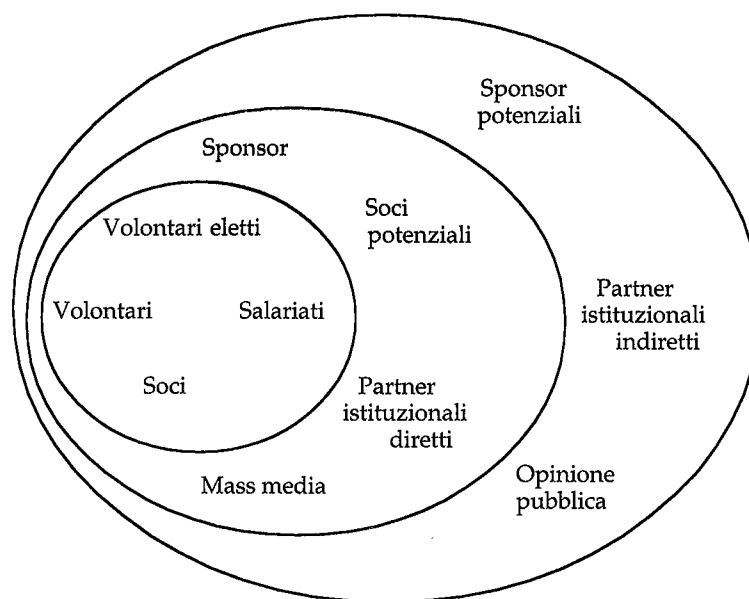 Sponsor
potenziali
Sponsor
Soci
potenziali
Volontari eletti
Volontari
Salariati
Soci
Partner
istituzionali
indiretti
Partner
istituzionali
diretti
Mass media
Opinione
pubblica